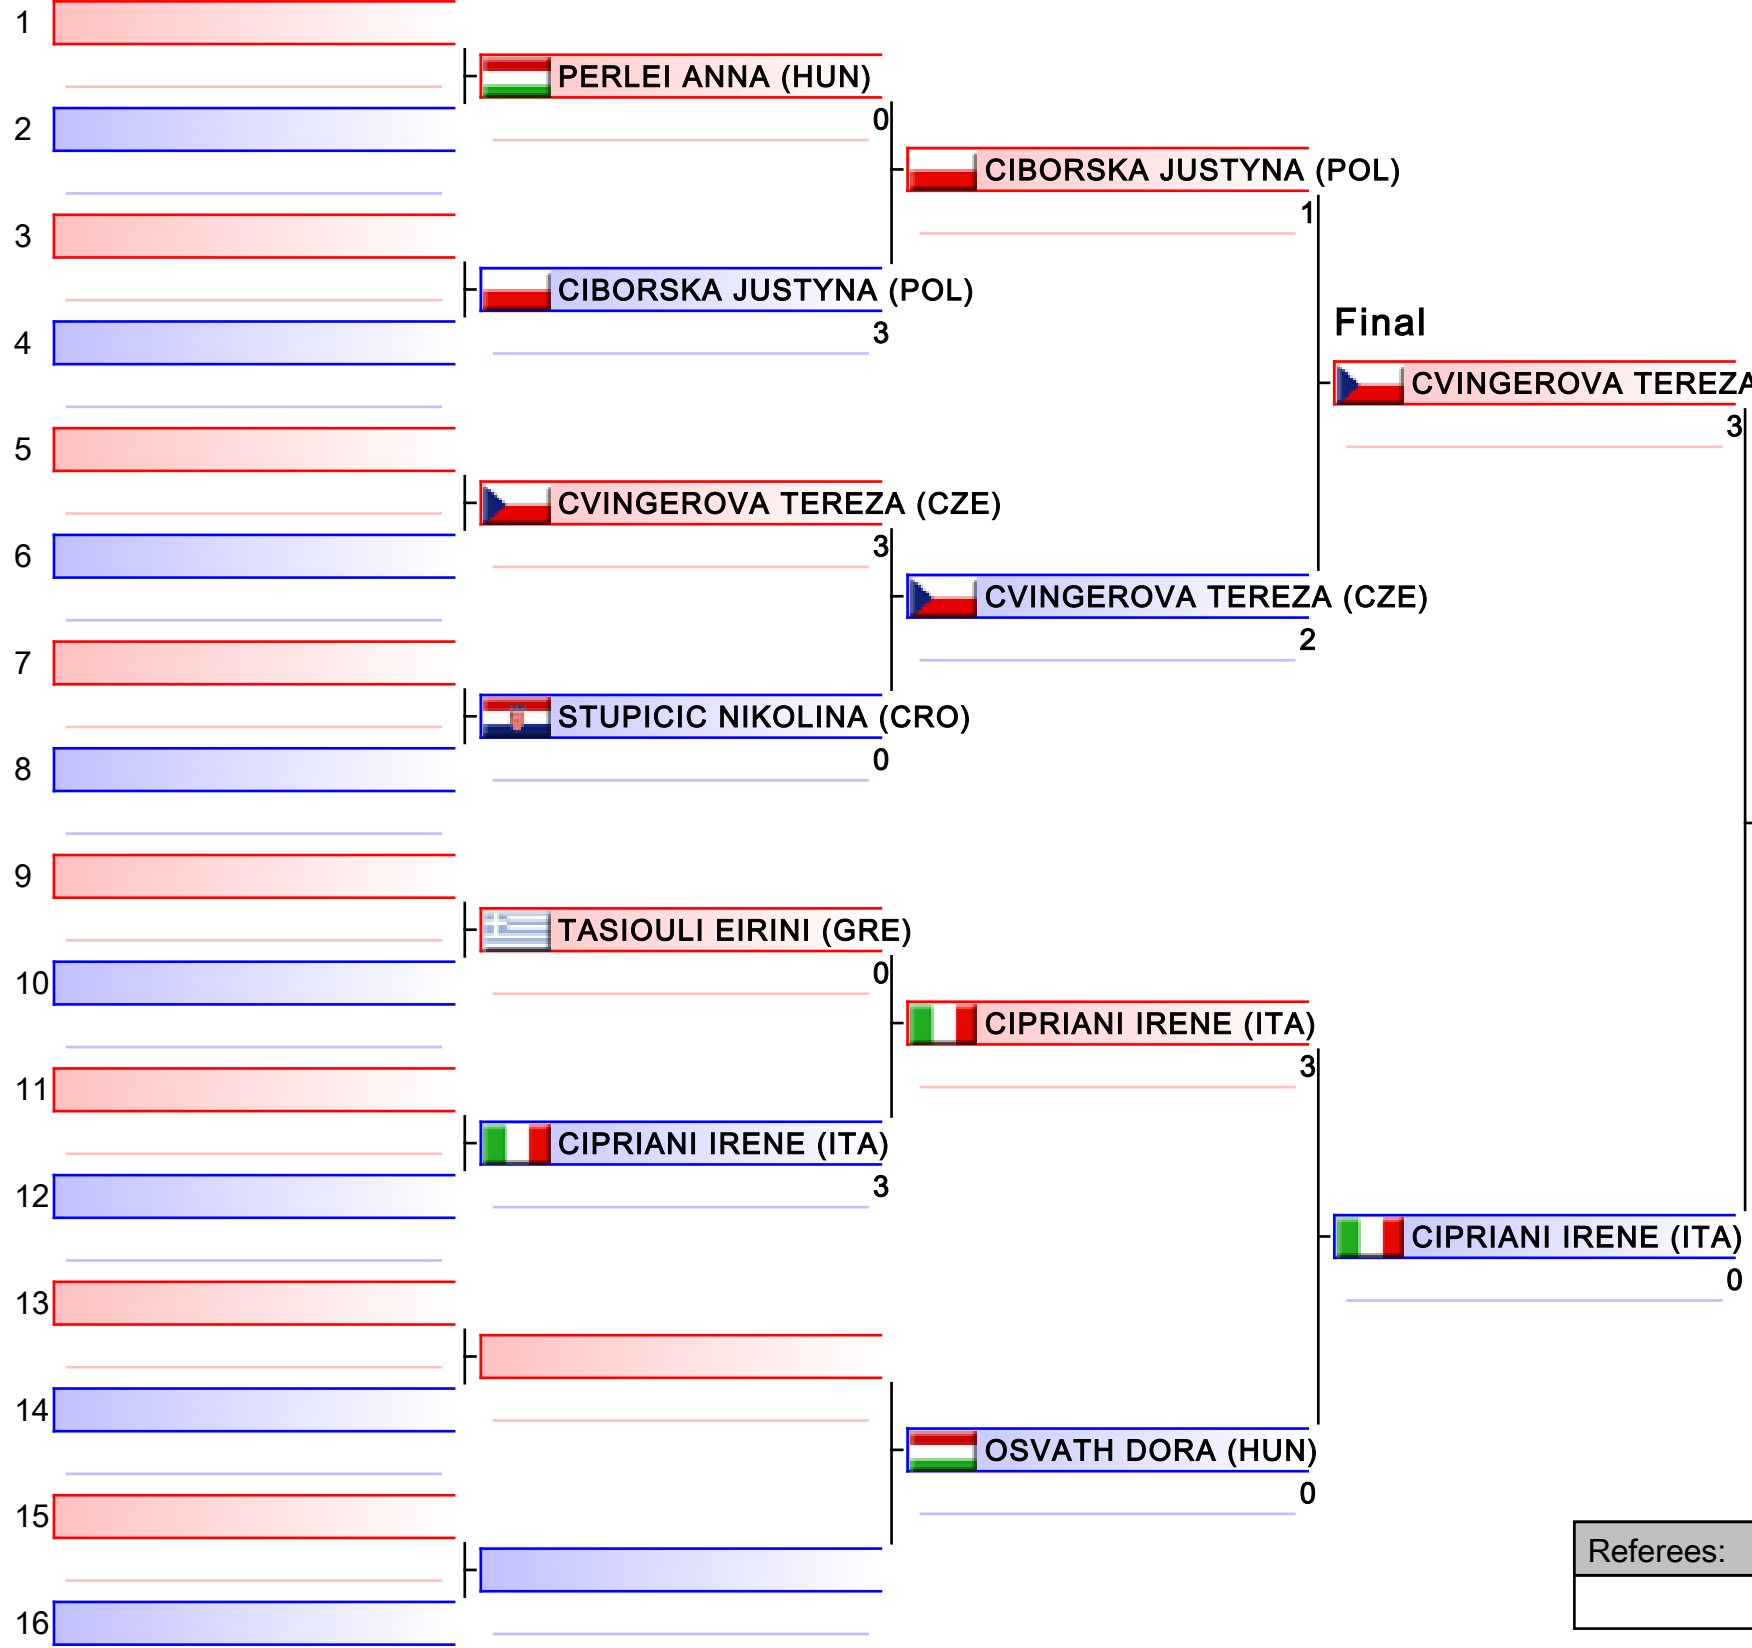 1
PERLEI ANNA (HUN)
0
2
CIBORSKA JUSTYNA (POL)
1
3
CIBORSKA JUSTYNA (POL)
3
4
Final
CVINGEROVA TEREZA
3
5
CVINGEROVA TEREZA (CZE)
3
6
CVINGEROVA TEREZA (CZE)
2
7
STUPICIC NIKOLINA (CRO)
0
8
9
TASIOULI EIRINI (GRE)
0
10
CIPRIANI IRENE (ITA)
3
11
CIPRIANI IRENE (ITA)
3
12
CIPRIANI IRENE (ITA)
0
13
14
OSVATH DORA (HUN)
0
15
Referees:
16